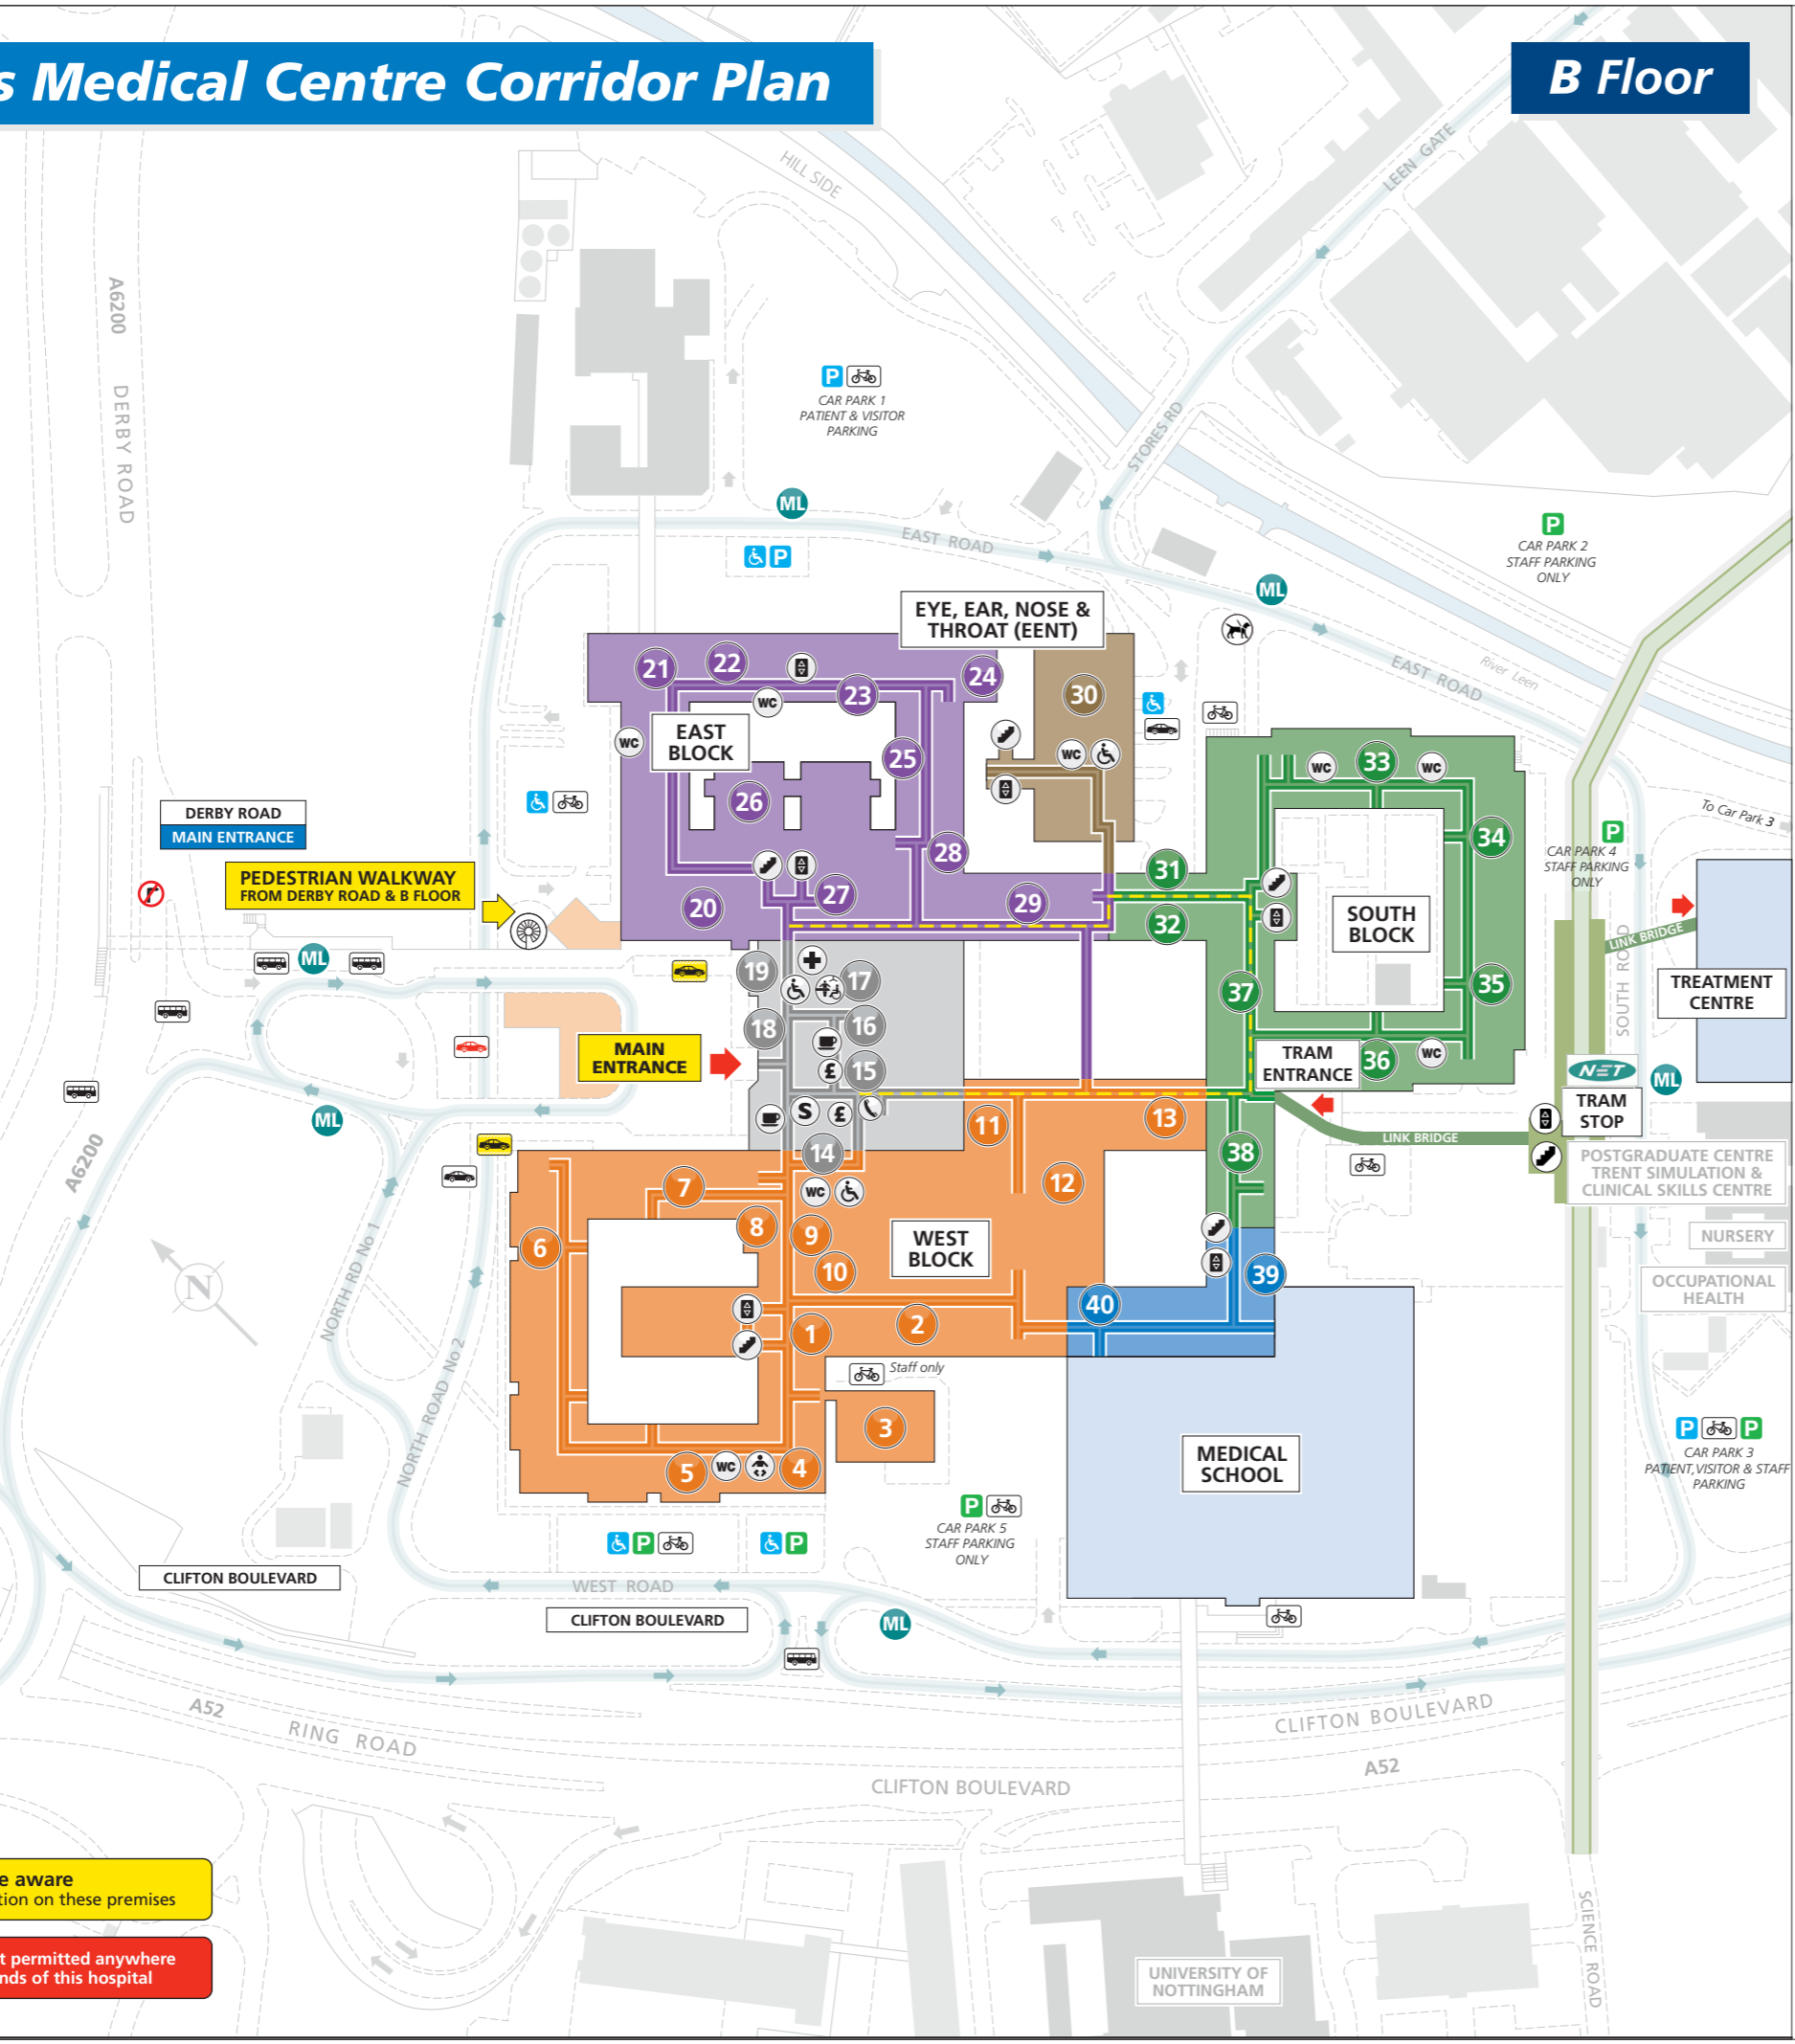 s Medical Centre Corridor Plan
B Floor
HILL SIDE
LEEN GATE
A6200
DERBY ROAD
P
CAR PARK 1
PATIENT & VISITOR
PARKING
STORES RD
ML
EAST ROAD
P
P
CAR PARK 2
STAFF PARKING
ONLY
ML
EYE, EAR, NOSE &
THROAT (EENT)
EAST ROAD
River Leen
21
22
23
24
30
WC
WC
EAST
BLOCK
25
26
WC
WC
33
WC
34
To Car Park 3
P
CAR PARK 4
STAFF PARKING
ONLY
DERBY ROAD
MAIN ENTRANCE
PEDESTRIAN WALKWAY
FROM DERBY ROAD & B FLOOR
28
31
27
20
29
32
SOUTH
BLOCK
LINK BRIDGE
SOUTH ROAD
ML
19
17
37
35
TREATMENT
CENTRE
18
16
MAIN
ENTRANCE
£
15
TRAM
ENTRANCE
36
WC
NET
ML
TRAM
STOP
ML
S
£
11
13
LINK BRIDGE
A6200
14
38
POSTGRADUATE CENTRE
TRENT SIMULATION &
CLINICAL SKILLS CENTRE
7
WC
12
6
8
9
WEST
BLOCK
NURSERY
N
10
39
OCCUPATIONAL
HEALTH
NORTH RD No 1
40
1
2
NORTH ROAD No 2
Staff only
3
P
P
CAR PARK 3
PATIENT,VISITOR & STAFF
PARKING
MEDICAL
SCHOOL
5
WC
4
P
CAR PARK 5
STAFF PARKING
ONLY
P
P
CLIFTON BOULEVARD
WEST ROAD
CLIFTON BOULEVARD
ML
A52
RING ROAD
CLIFTON BOULEVARD
A52
CLIFTON BOULEVARD
e aware
tion on these premises
t permitted anywhere
nds of this hospital
SCIENCE ROAD
UNIVERSITY OF
NOTTINGHAM